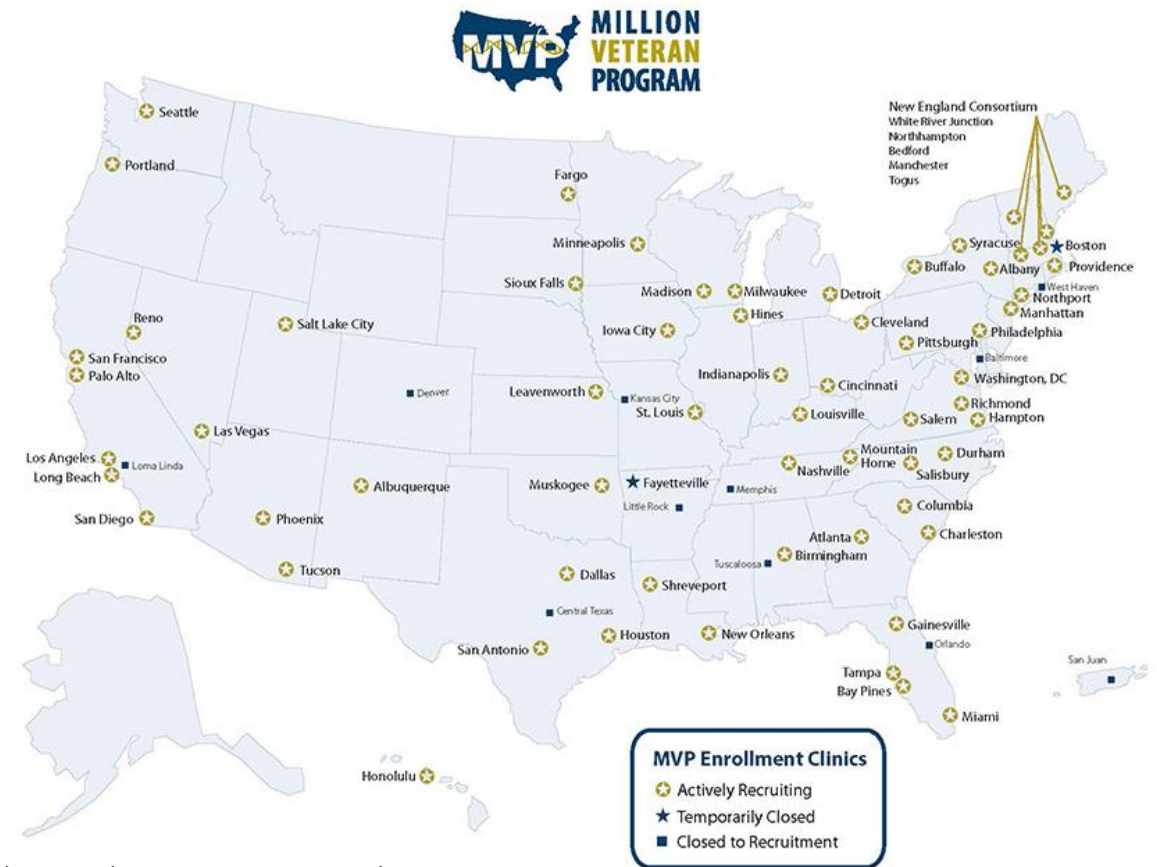 MVP
MILLION
VETERAN
PROGRAM
New England Consortium
White River Junction
Northhampton
Bedford
Manchester
Togus
Seattle
Portland
Fargo
Minneapolis
Syracuse
Boston
Buffalo
Albany
Providence
Sioux Falls
Madison
Milwaukee
Detroit
West Haven
Northport
Manhattan
Reno
Salt Lake City
Iowa City
Hines
Cleveland
Philadelphia
Pittsburgh
San Francisco
Palo Alto
Baltimore
Indianapolis
Washington, DC
Denver
Leavenworth
Kansas City
Cincinnati
St. Louis
Louisville
Richmond
Salem
Hampton
Las Vegas
Los Angeles
Loma Linda
Long Beach
Mountain
Home
Durham
Nashville
Salisbury
Albuquerque
Muskogee
Fayetteville
Memphis
Little Rock
Columbia
San Diego
Phoenix
Atlanta
Charleston
Birmingham
Tuscaloosa
Tucson
Dallas
Shreveport
Central Texas
Gainesville
Houston
New Orleans
Orlando
San Antonio
San Juan
Tampa
Bay Pines
Miami
Honolulu
MVP Enrollment Clinics
Actively Recruiting
Temporarily Closed
Closed to Recruitment